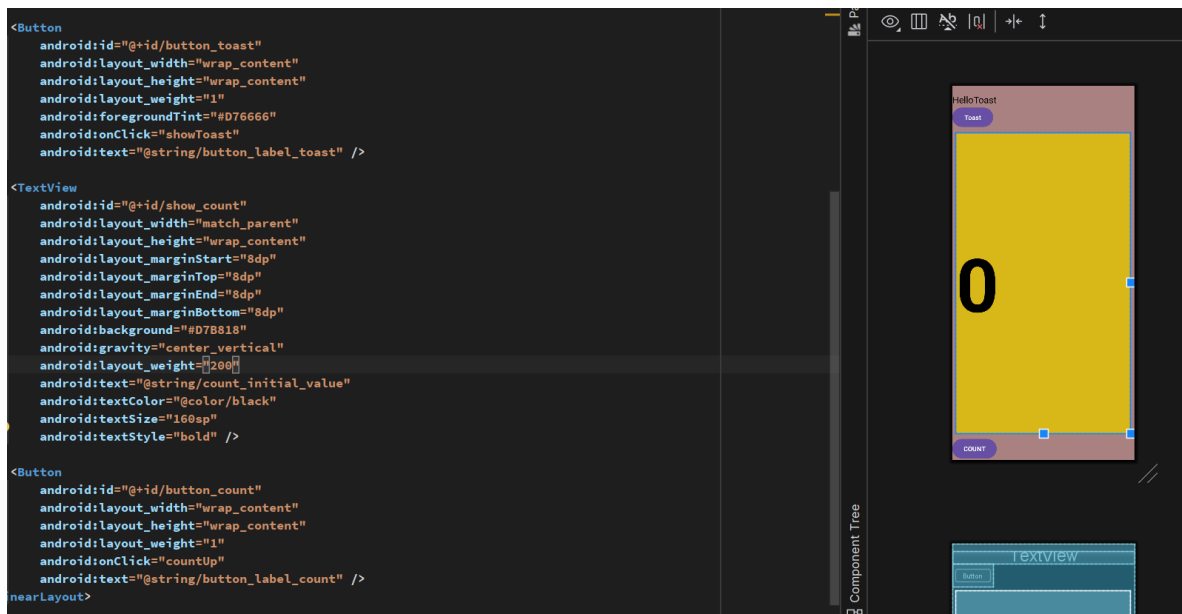 <Button
android:id="@+id/button_toast"
android:layout_width="wrap_content"
android:layout_height="wrap_content"
android:layout_weight="1"
android:foregroundTint="#D76666"
android:onClick="showToast"
android:text="@string/button_label_toast" />
<TextView
android:id="@+id/show_count"
android:layout_width="match_parent"
android:layout_height="wrap_content"
android:layout_marginStart="8dp"
android:layout_marginTop="8dp"
android:layout_marginEnd="8dp"
android:layout_marginBottom="8dp"
android:background="#D7B818"
android:gravity="center_vertical"
android:layout_weight="200"
android:text="@string/count_initial_value"
android:textColor="@color/black"
android:textSize="160sp"
android:textStyle="bold" />
<Button
android:id="@+id/button_count"
android:layout_width="wrap_content"
android:layout_height="wrap_content"
android:layout_weight="1"
android:onClick="countUp"
android:text="@string/button_label_count" />
nearLayout>
Pa
Component Tree
HelloToast
Toast
0
COUNT
TextView
Button